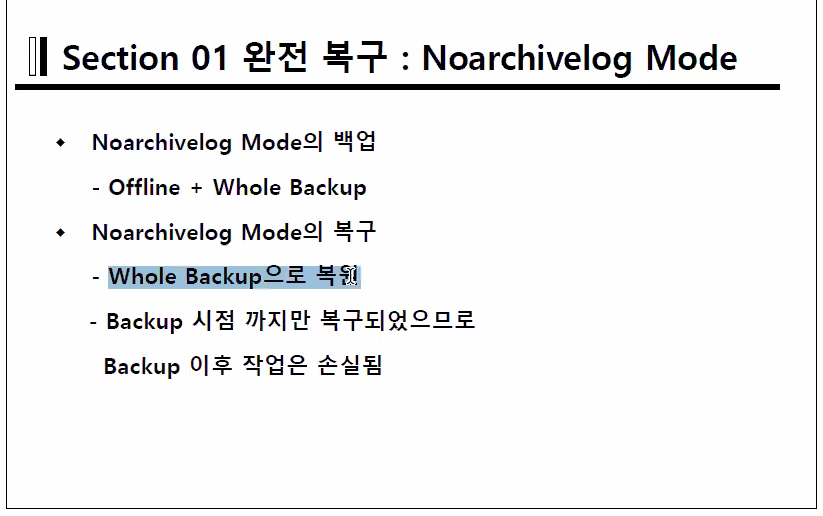 Section 01 완전 복구 : Noarchivelog Mode
◆ Noarchivelog Mode의 백업
- Offline + Whole Backup
◆ Noarchivelog Mode의 복구
- Whole Backup으로 복원
- Backup 시점 까지만 복구되었으므로
Backup 이후 작업은 손실됨